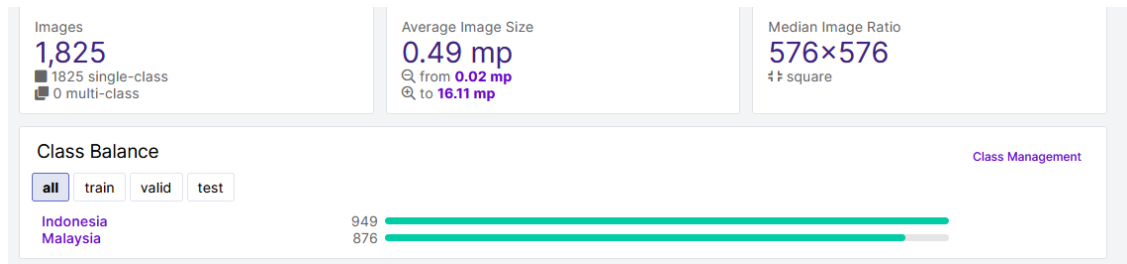 Images
1,825
1825 single-class
0 multi-class
Average Image Size
0.49 mp
from 0.02 mp
to 16.11 mp
Median Image Ratio
576×576
square
Class Balance
Class Management
all train valid test
Indonesia 949
Malaysia 876